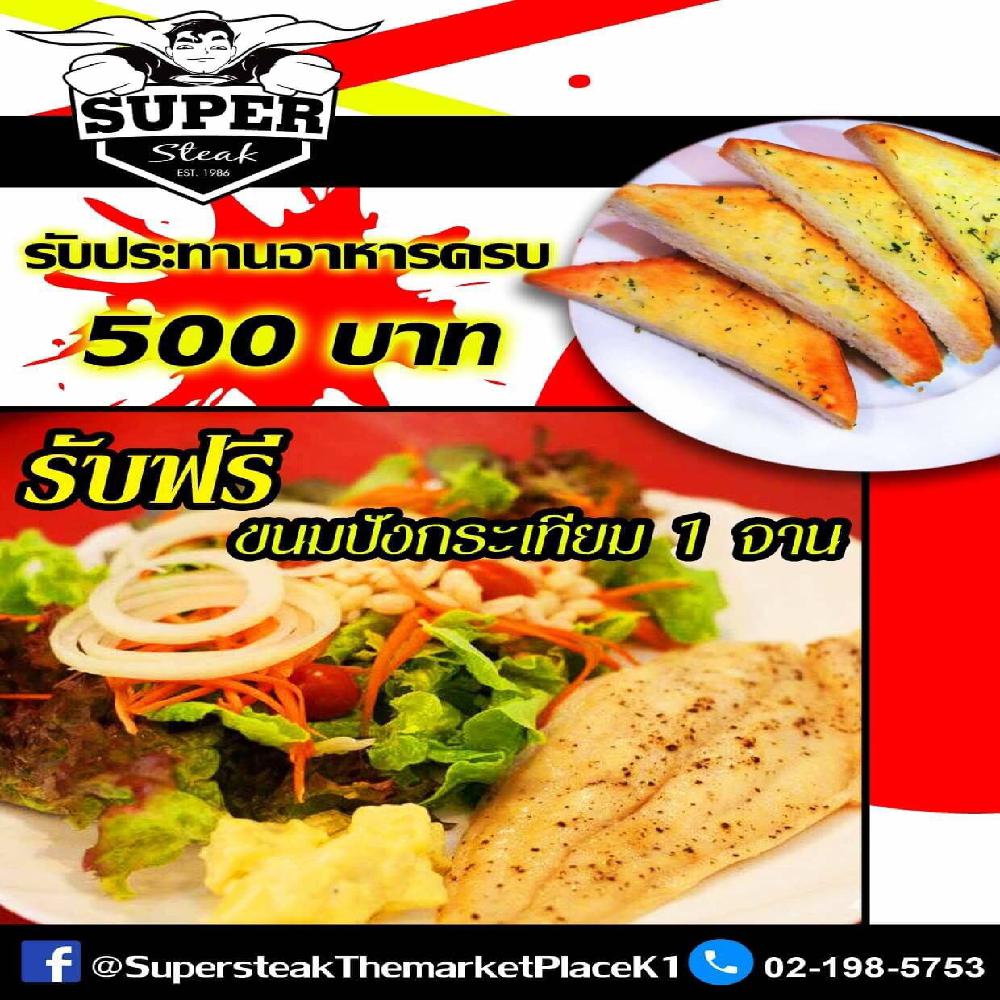 SUPER
Steak
EST. 1986
รับประทานอาหารครบ
500 บาท
รับฟรี
ขนมปังกระเทียม 1 จาน
@SupersteakThemarketPlaceK1
02-198-5753